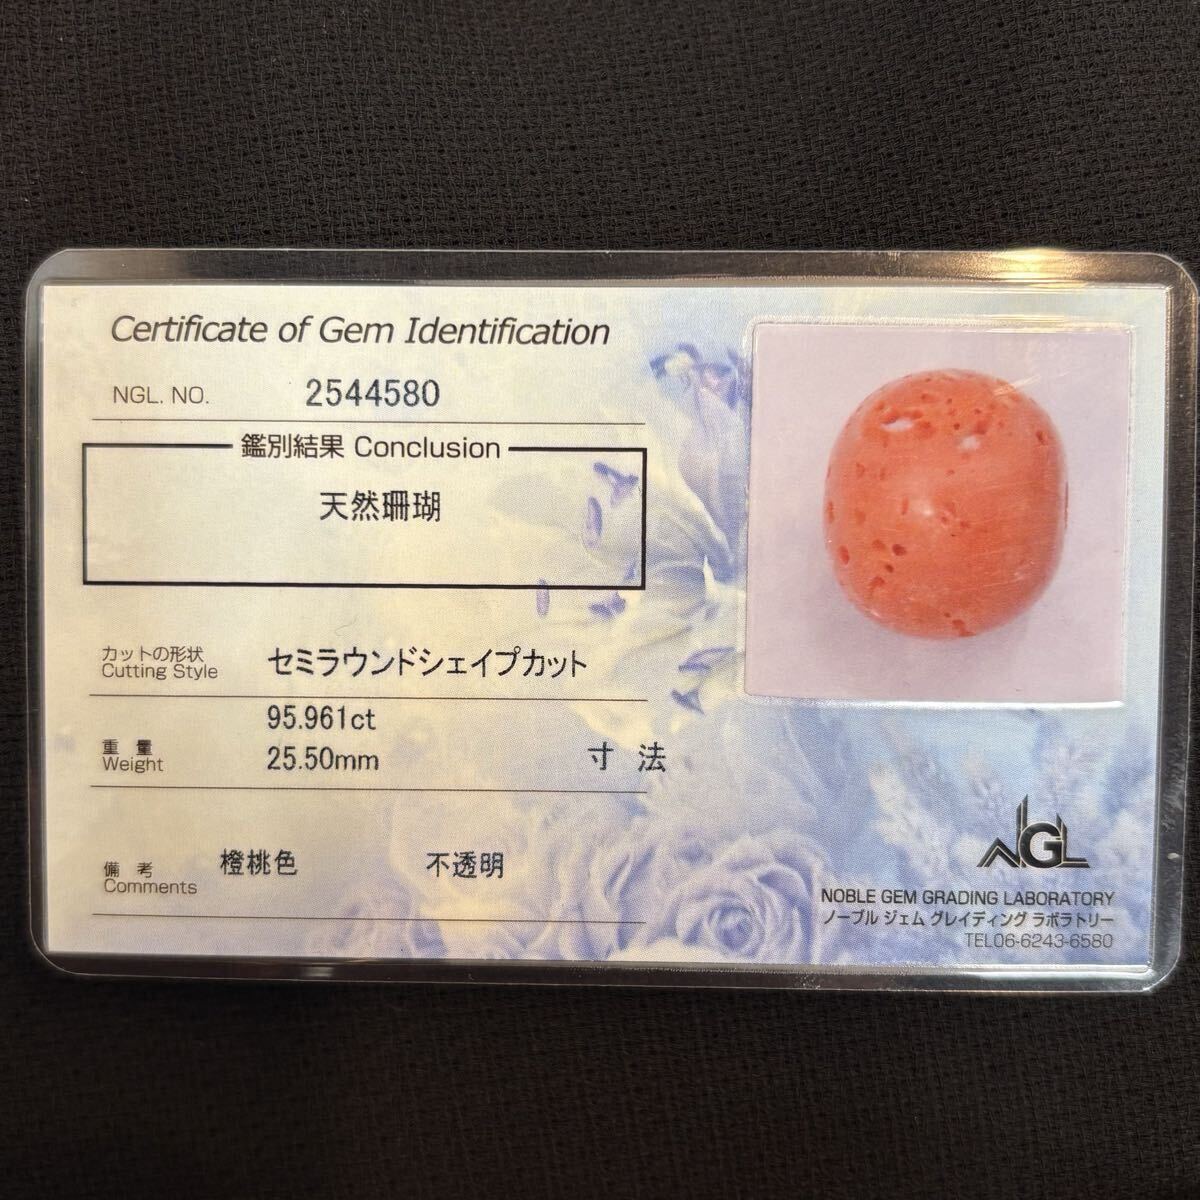 Certificate of Gem Identification
NGL. NO. 2544580
鑑別結果 Conclusion
天然珊瑚
カットの形状
Cutting Style
セミラウンドシェイプカット
95.961ct
重量
Weight
25.50mm 寸法
備考
Comments
橙桃色 不透明
NGL
NOBLE GEM GRADING LABORATORY
ノーブル ジェム グレイディング ラボラトリー
TEL06-6243-6580